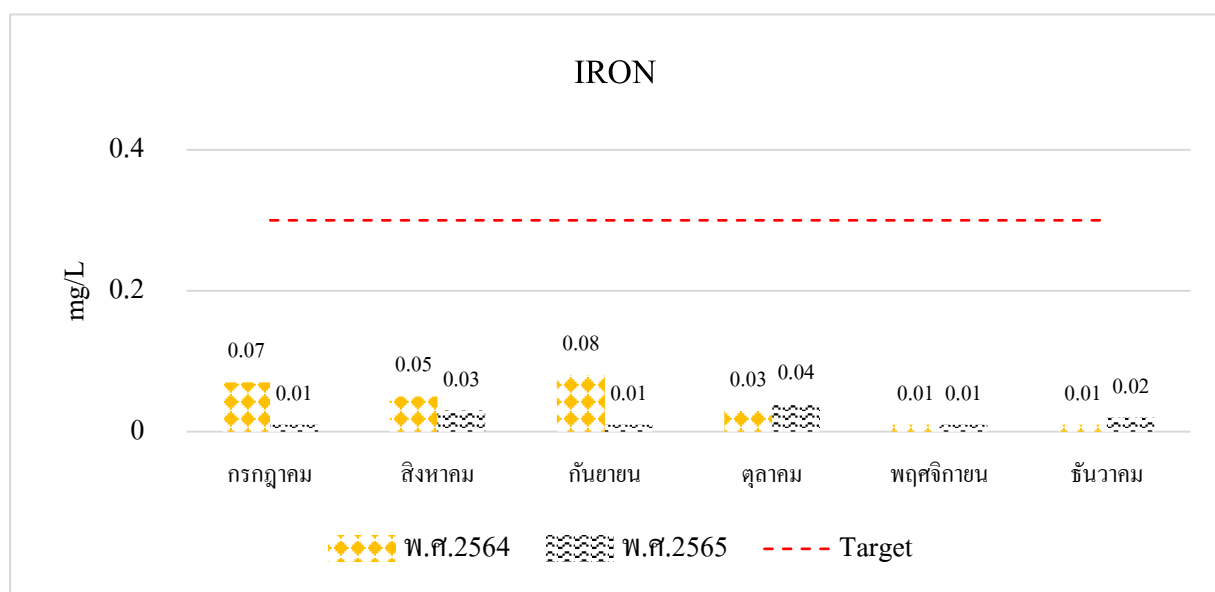 IRON
0.4
0.2
0
mg/L
0.07 0.01 0.05 0.03 0.08 0.01 0.03 0.04 0.01 0.01 0.01 0.02
กรกฎาคม สิงหาคม กันยายน ตุลาคม พฤศจิกายน ธันวาคม
พ.ศ.2564 พ.ศ.2565 Target